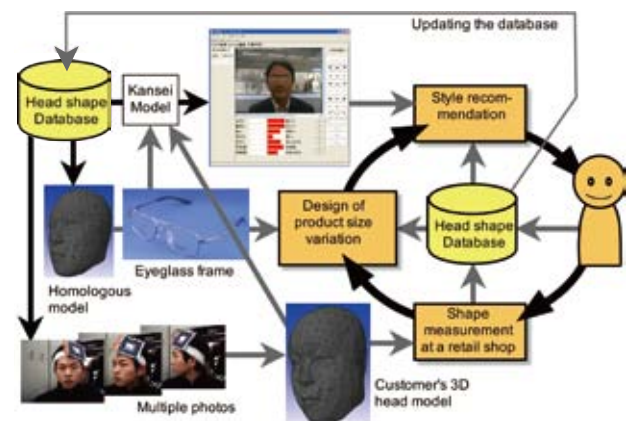 Updating the database
Head shape
Database
Kansei
Model
Style recom-
mendation
Design of
product size
variation
Head shape
Database
Eyeglass frame
Homologous
model
Shape
measurement
at a retail shop
Customer's 3D
head model
Multiple photos